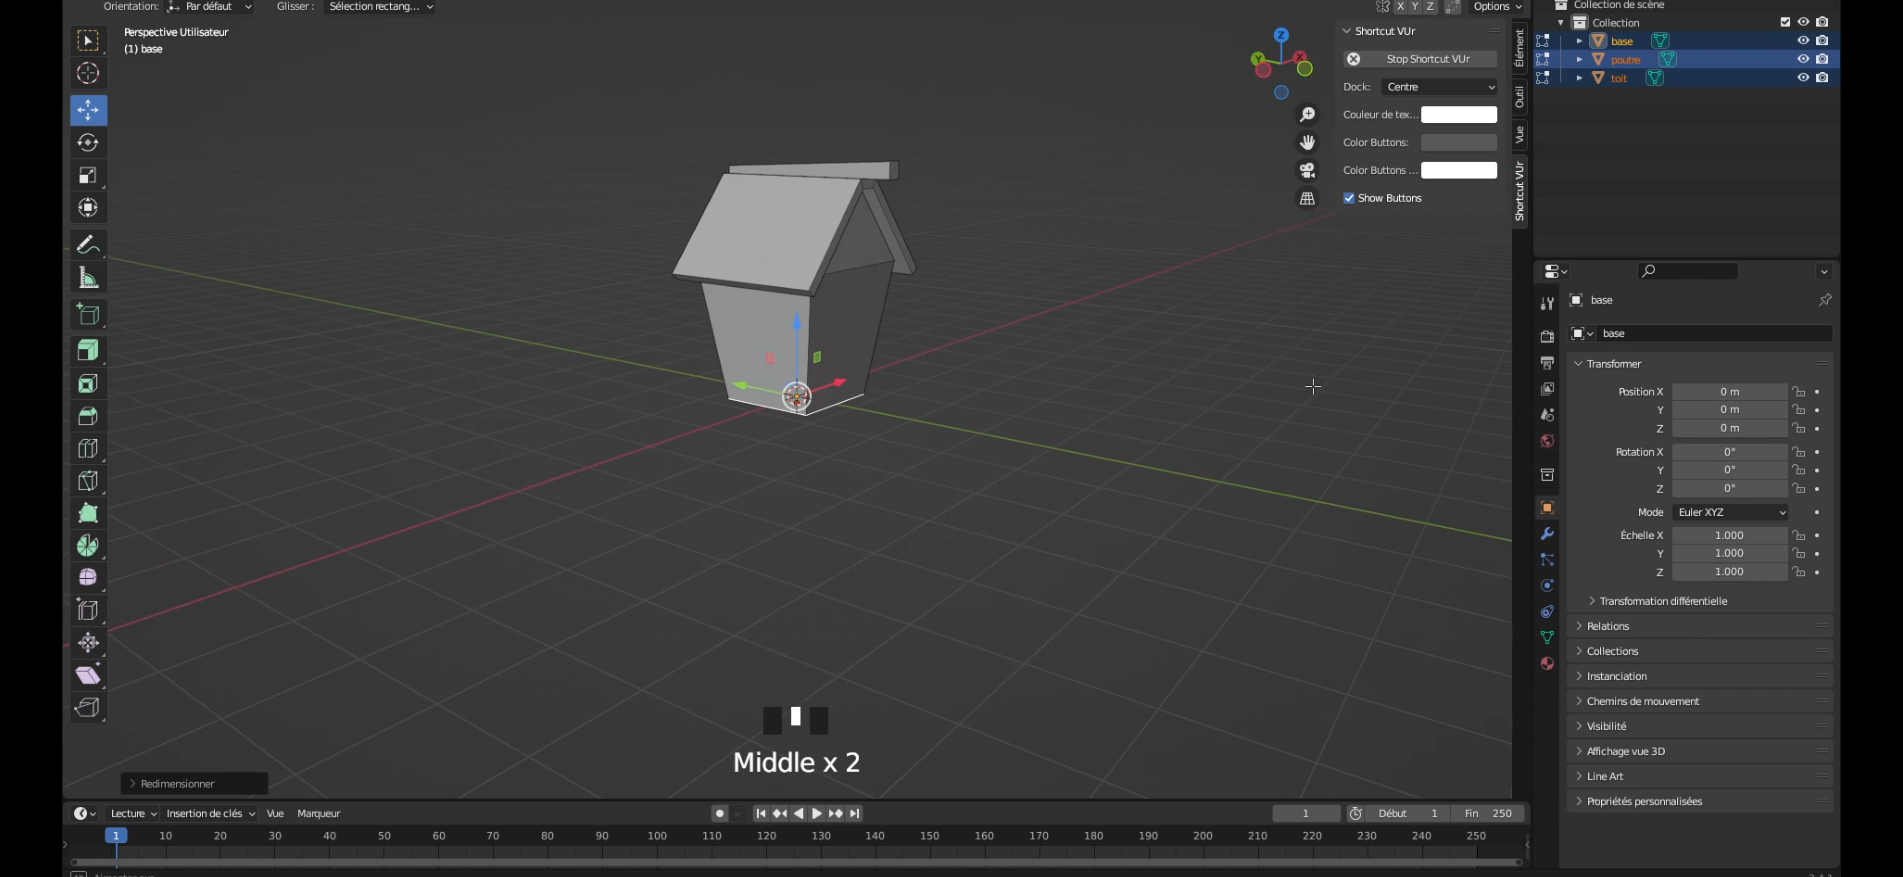 Orientation: Par défaut Glisser : Sélection rectang... X Y Z Options
Perspective Utilisateur
(1) base
Z
Y
X
Shortcut VUr
Stop Shortcut VUr
Dock: Centre
Couleur de tex...
Color Buttons:
Color Buttons ...
Show Buttons
Élément
Outil
Vue
Shortcut VUr
Collection de scène
Collection
base
poutre
toit
base
base
Transformer
Position X 0 m
Y 0 m
Z 0 m
Rotation X 0°
Y 0°
Z 0°
Mode Euler XYZ
Échelle X 1.000
Y 1.000
Z 1.000
Transformation différentielle
Relations
Collections
Instanciation
Chemins de mouvement
Visibilité
Affichage vue 3D
Line Art
Propriétés personnalisées
Middle x 2
Redimensionner
Lecture Insertion de clés Vue Marqueur 1 Début 1 Fin 250
1 10 20 30 40 50 60 70 80 90 100 110 120 130 140 150 160 170 180 190 200 210 220 230 240 250